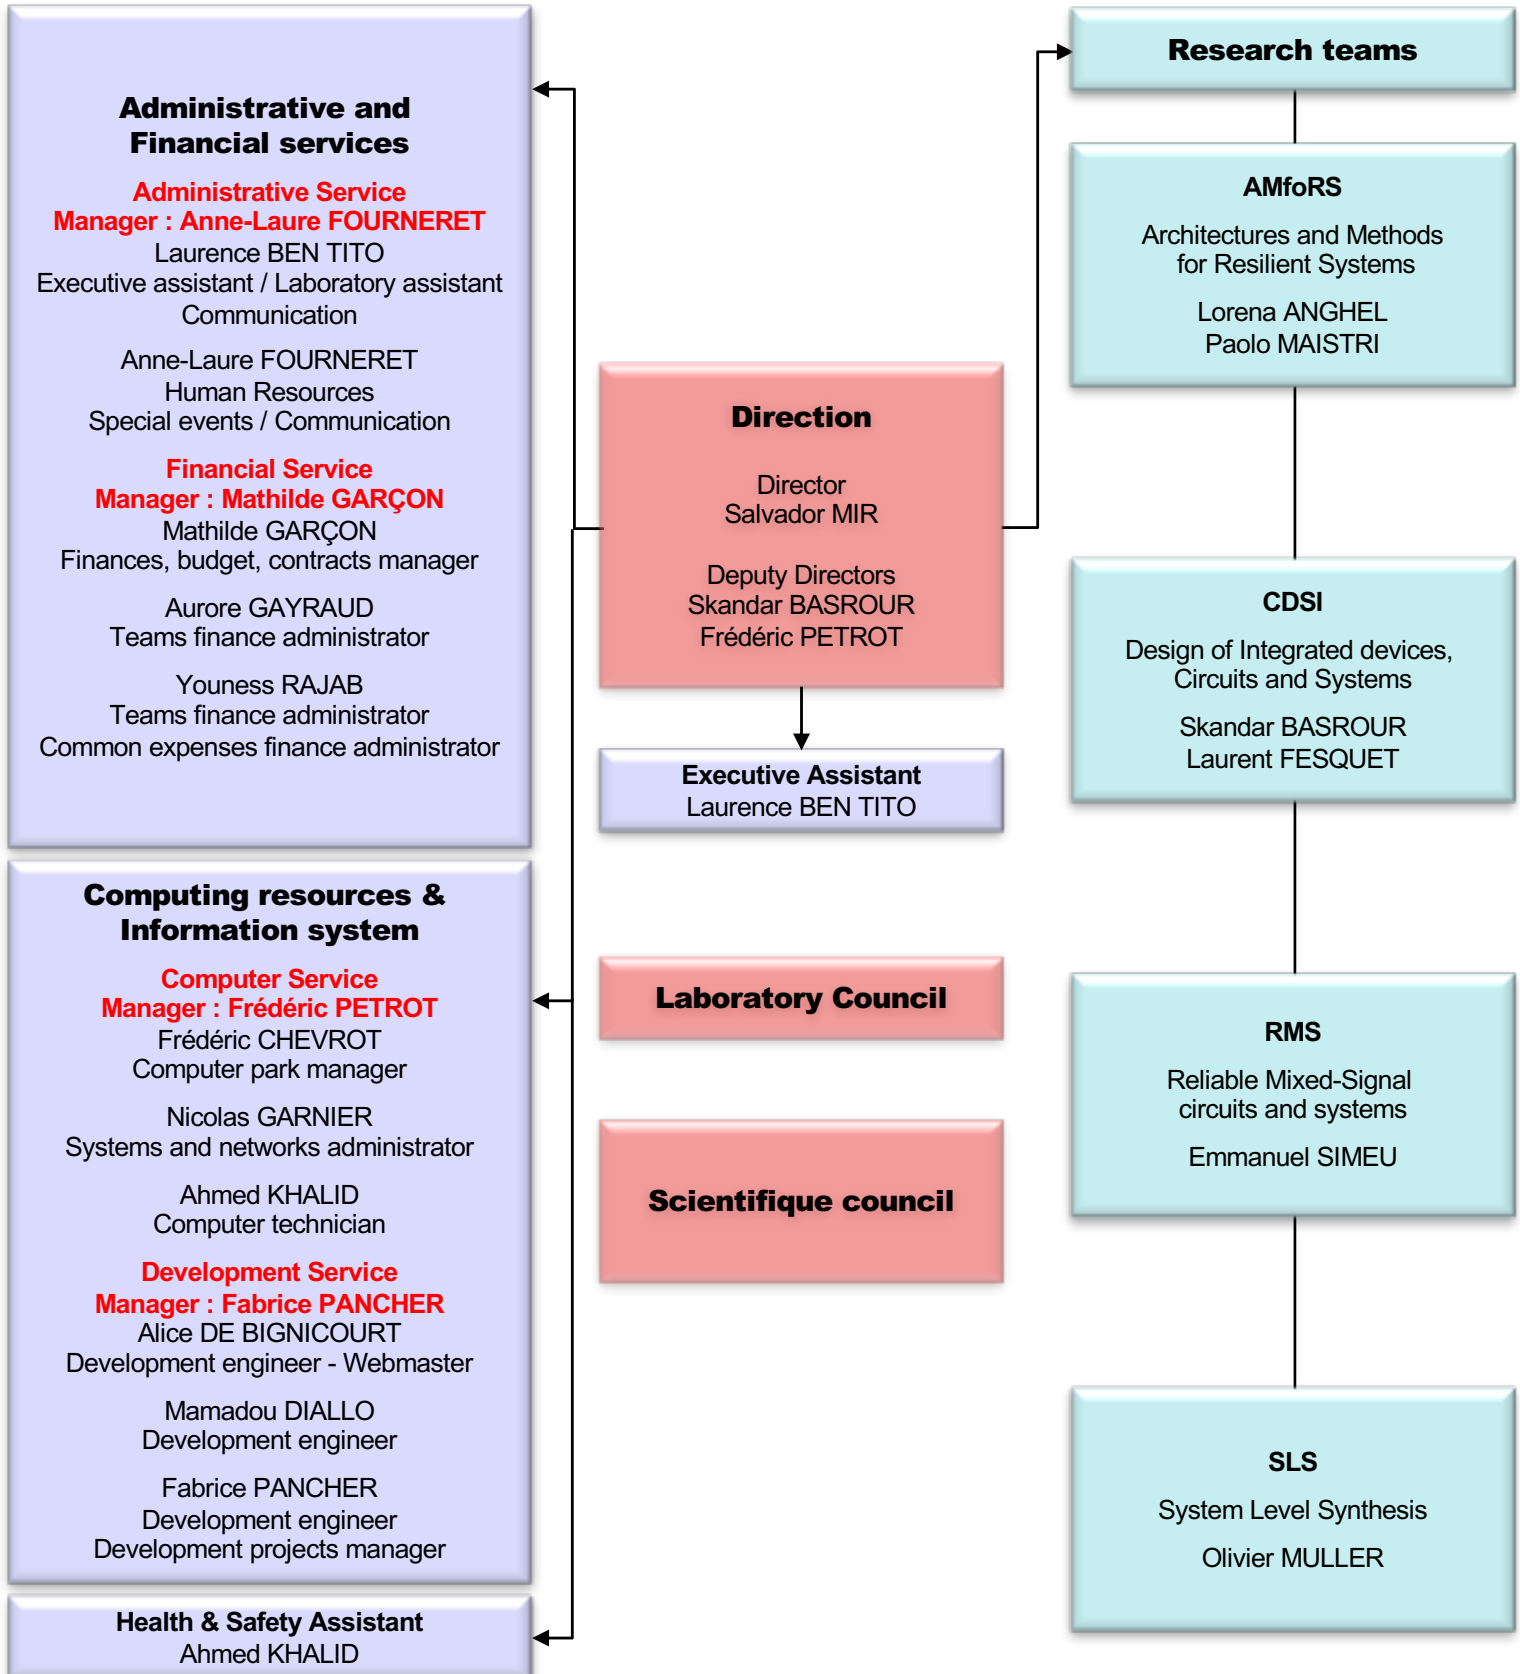 Administrative and
Financial services
Administrative Service
Manager : Anne-Laure FOURNERET
Laurence BEN TITO
Executive assistant / Laboratory assistant
Communication
Anne-Laure FOURNERET
Human Resources
Special events / Communication
Financial Service
Manager : Mathilde GARÇON
Mathilde GARÇON
Finances, budget, contracts manager
Aurore GAYRAUD
Teams finance administrator
Youness RAJAB
Teams finance administrator
Common expenses finance administrator
Computing resources &
Information system
Computer Service
Manager : Frédéric PETROT
Frédéric CHEVROT
Computer park manager
Nicolas GARNIER
Systems and networks administrator
Ahmed KHALID
Computer technician
Development Service
Manager : Fabrice PANCHER
Alice DE BIGNICOURT
Development engineer - Webmaster
Mamadou DIALLO
Development engineer
Fabrice PANCHER
Development engineer
Development projects manager
Health & Safety Assistant
Ahmed KHALID
Direction
Director
Salvador MIR
Deputy Directors
Skandar BASROUR
Frédéric PETROT
Executive Assistant
Laurence BEN TITO
Laboratory Council
Scientifique council
Research teams
AMfoRS
Architectures and Methods
for Resilient Systems
Lorena ANGHEL
Paolo MAISTRI
CDSI
Design of Integrated devices,
Circuits and Systems
Skandar BASROUR
Laurent FESQUET
RMS
Reliable Mixed-Signal
circuits and systems
Emmanuel SIMEU
SLS
System Level Synthesis
Olivier MULLER